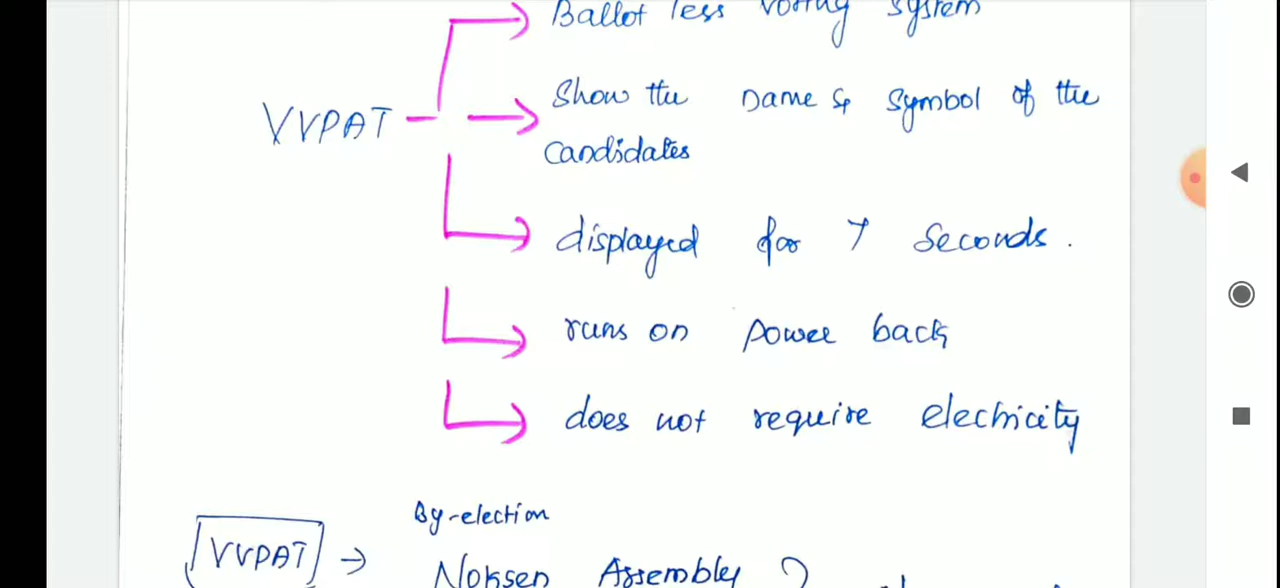 Ballot less voting system
VVPAT
Show the name & symbol of the
candidates
displayed for 7 seconds.
runs on power back
does not require electricity
By-election
VVPAT
Noksen Assembly